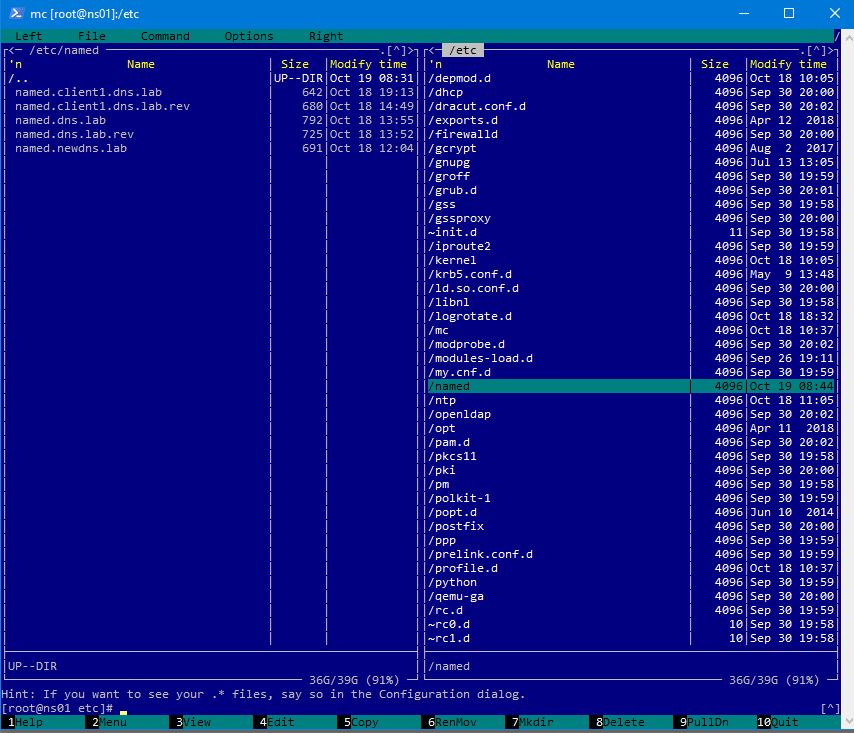 mc [root@ns01]:/etc
Left File Command Options Right
<- /etc/named .[^]> <- /etc .[^]>
'n Name Size Modify time 'n Name Size Modify time
/.. UP--DIR Oct 19 08:31 /depmod.d 4096 Oct 18 10:05
named.client1.dns.lab 642 Oct 18 19:13 /dhcp 4096 Sep 30 20:00
named.client1.dns.lab.rev 680 Oct 18 14:49 /dracut.conf.d 4096 Sep 30 20:02
named.dns.lab 792 Oct 18 13:55 /exports.d 4096 Apr 12 2018
named.dns.lab.rev 725 Oct 18 13:52 /firewalld 4096 Sep 30 20:00
named.newdns.lab 691 Oct 18 12:04 /gcrypt 4096 Aug 2 2017
/gnupg 4096 Jul 13 13:05
/groff 4096 Sep 30 19:59
/grub.d 4096 Sep 30 20:01
/gss 4096 Sep 30 19:58
/gssproxy 4096 Sep 30 20:00
~init.d 11 Sep 30 19:58
/iproute2 4096 Sep 30 19:59
/kernel 4096 Oct 18 10:05
/krb5.conf.d 4096 May 9 13:48
/ld.so.conf.d 4096 Sep 30 20:00
/libnl 4096 Sep 30 19:58
/logrotate.d 4096 Oct 18 18:32
/mc 4096 Oct 18 10:37
/modprobe.d 4096 Sep 30 20:02
/modules-load.d 4096 Sep 26 19:11
/my.cnf.d 4096 Sep 30 19:59
/named 4096 Oct 19 08:44
/ntp 4096 Oct 18 11:05
/openldap 4096 Sep 30 20:02
/opt 4096 Apr 11 2018
/pam.d 4096 Sep 30 20:02
/pkcs11 4096 Sep 30 19:58
/pki 4096 Sep 30 20:00
/pm 4096 Sep 30 19:58
/polkit-1 4096 Sep 30 19:59
/popt.d 4096 Jun 10 2014
/postfix 4096 Sep 30 20:00
/ppp 4096 Sep 30 19:59
/prelink.conf.d 4096 Sep 30 19:59
/profile.d 4096 Oct 18 10:37
/python 4096 Sep 30 19:59
/qemu-ga 4096 Sep 30 20:00
/rc.d 4096 Sep 30 19:59
~rc0.d 10 Sep 30 19:58
~rc1.d 10 Sep 30 19:58
UP--DIR /named
36G/39G (91%) 36G/39G (91%)
Hint: If you want to see your .* files, say so in the Configuration dialog.
[root@ns01 etc]# [^]
1Help 2Menu 3View 4Edit 5Copy 6RenMov 7Mkdir 8Delete 9PullDn 10Quit